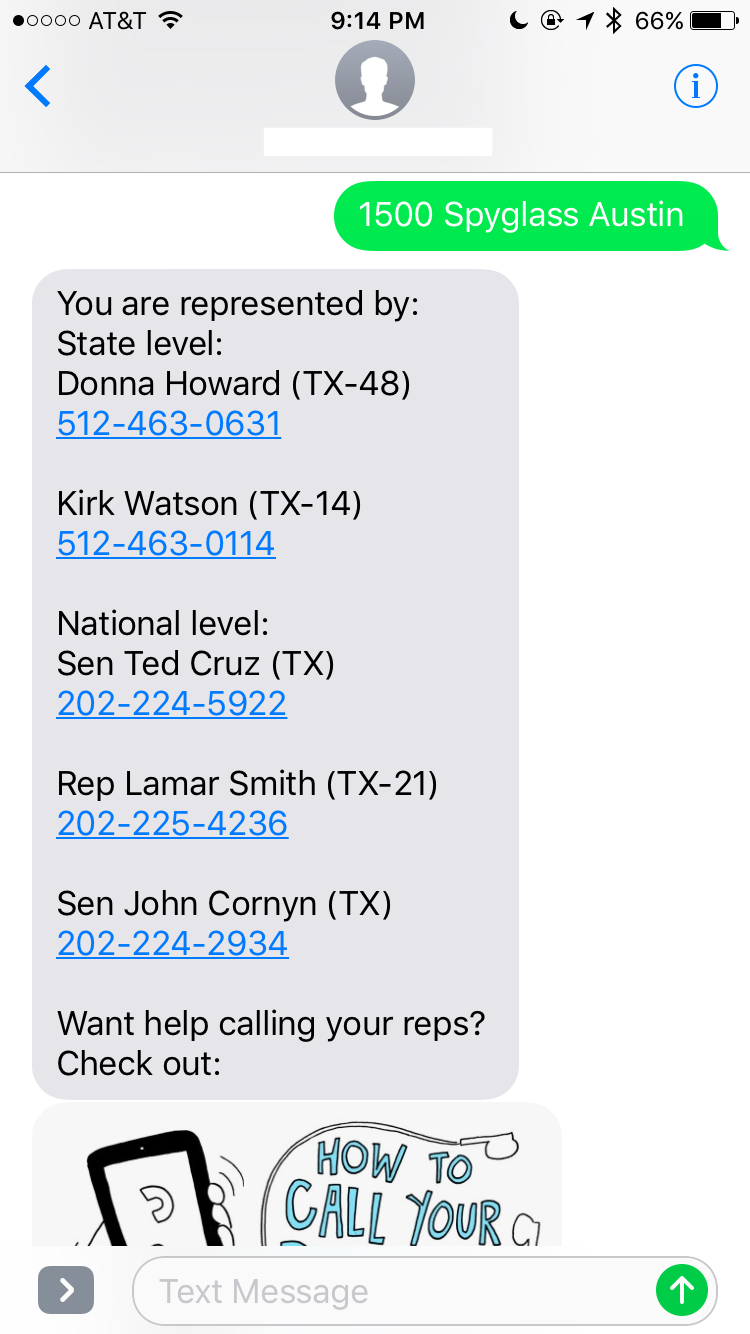 AT&T 9:14 PM 66%
1500 Spyglass Austin
You are represented by:
State level:
Donna Howard (TX-48)
512-463-0631
Kirk Watson (TX-14)
512-463-0114
National level:
Sen Ted Cruz (TX)
202-224-5922
Rep Lamar Smith (TX-21)
202-225-4236
Sen John Cornyn (TX)
202-224-2934
Want help calling your reps?
Check out:
HOW TO
CALL YOUR
Text Message